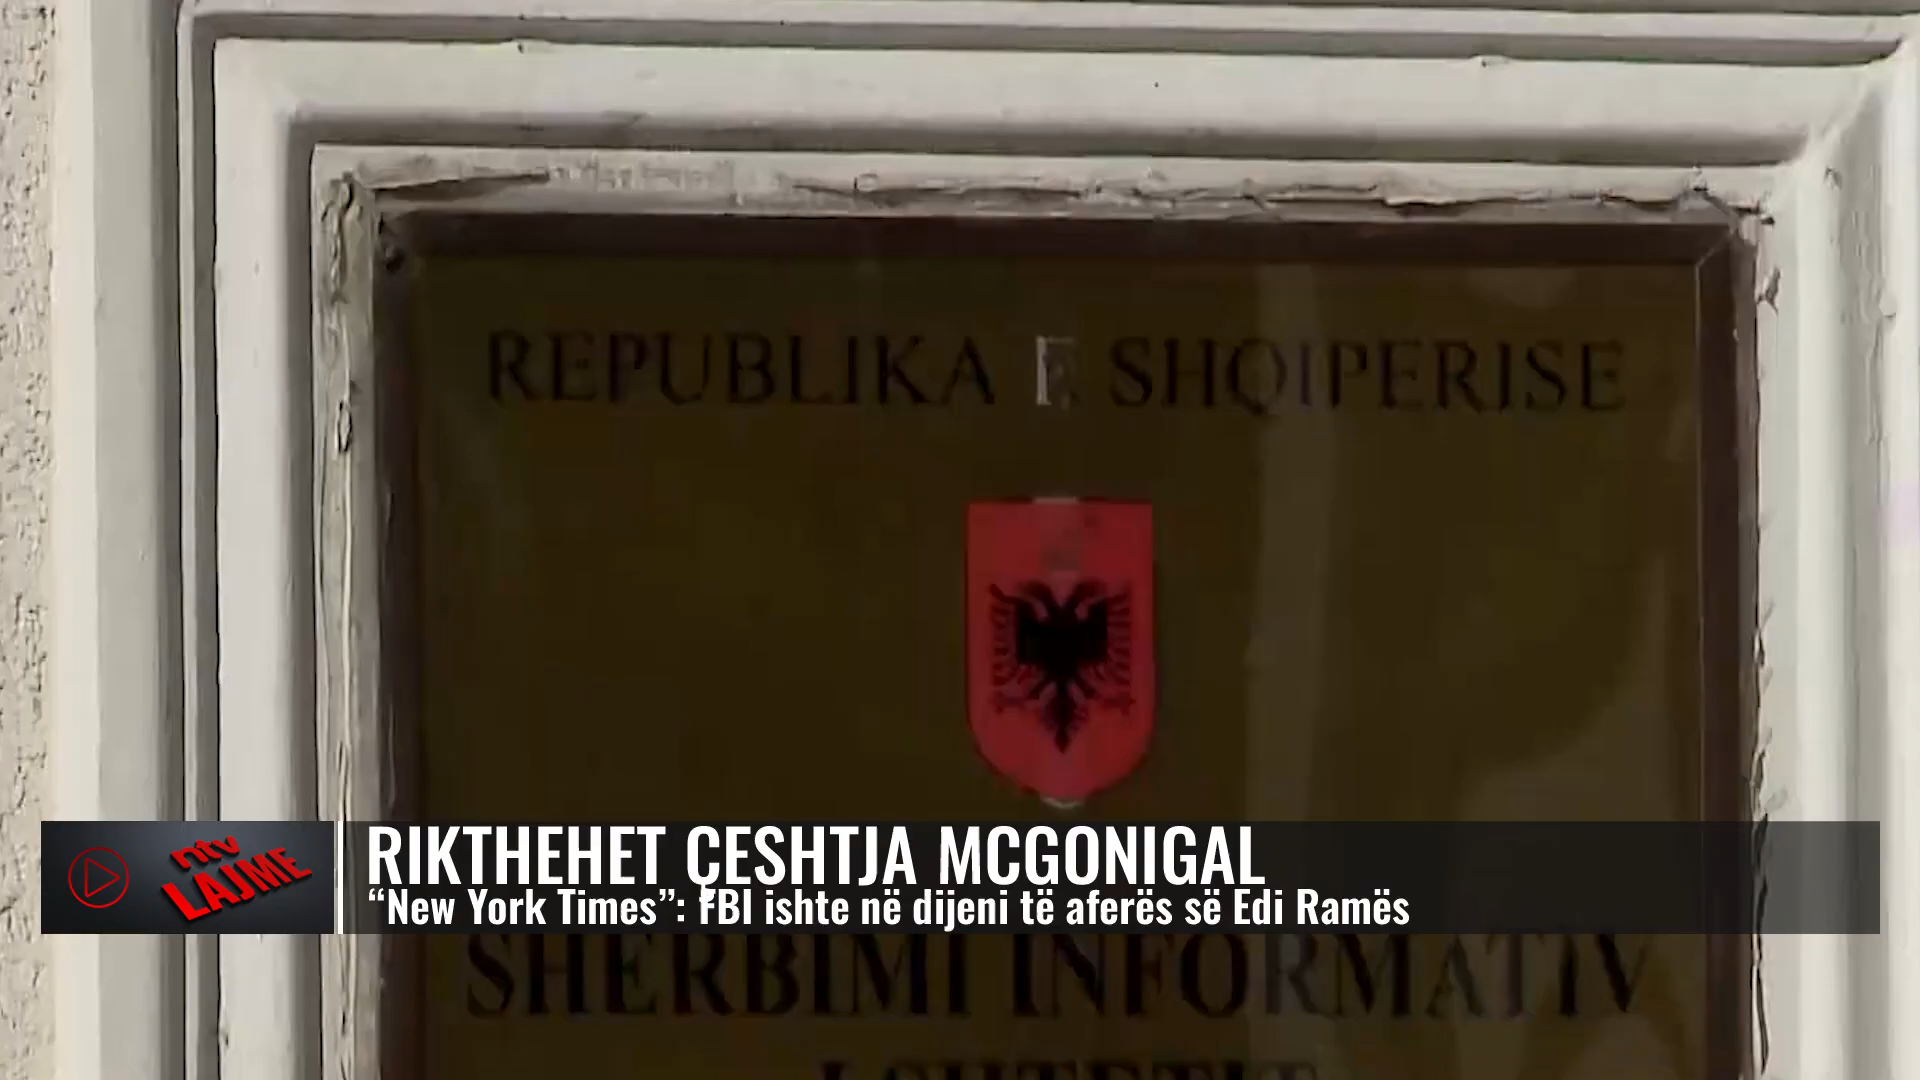 REPUBLIKA E SHQIPERISE
ntv
LAJME
RIKTHEHET ÇESHTJA MCGONIGAL
“New York Times”: FBI ishte në dijeni të aferës së Edi Ramës
SHERBIMI INFORMATIV